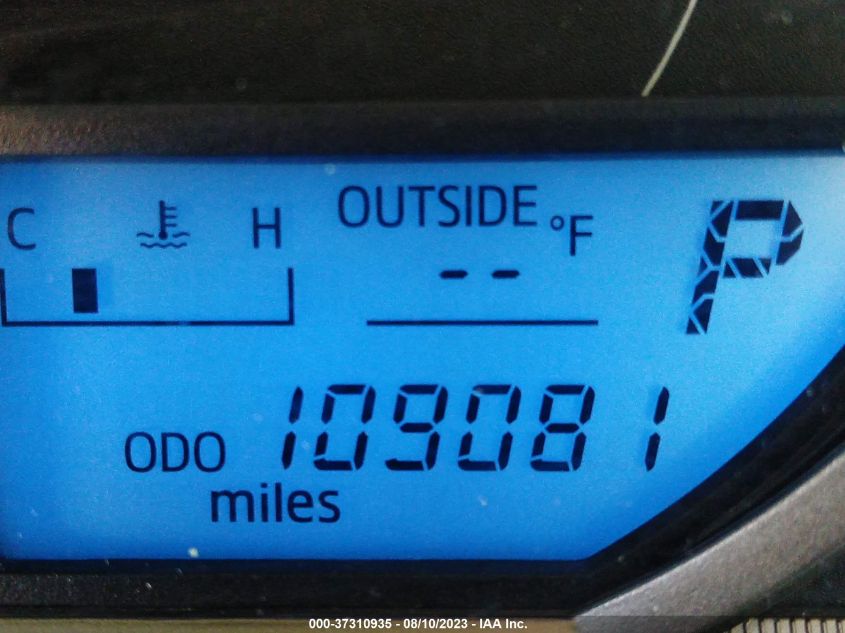 C H OUTSIDE °F P
--
ODO 109081
miles
000-37310935 - 08/10/2023 - IAA Inc.